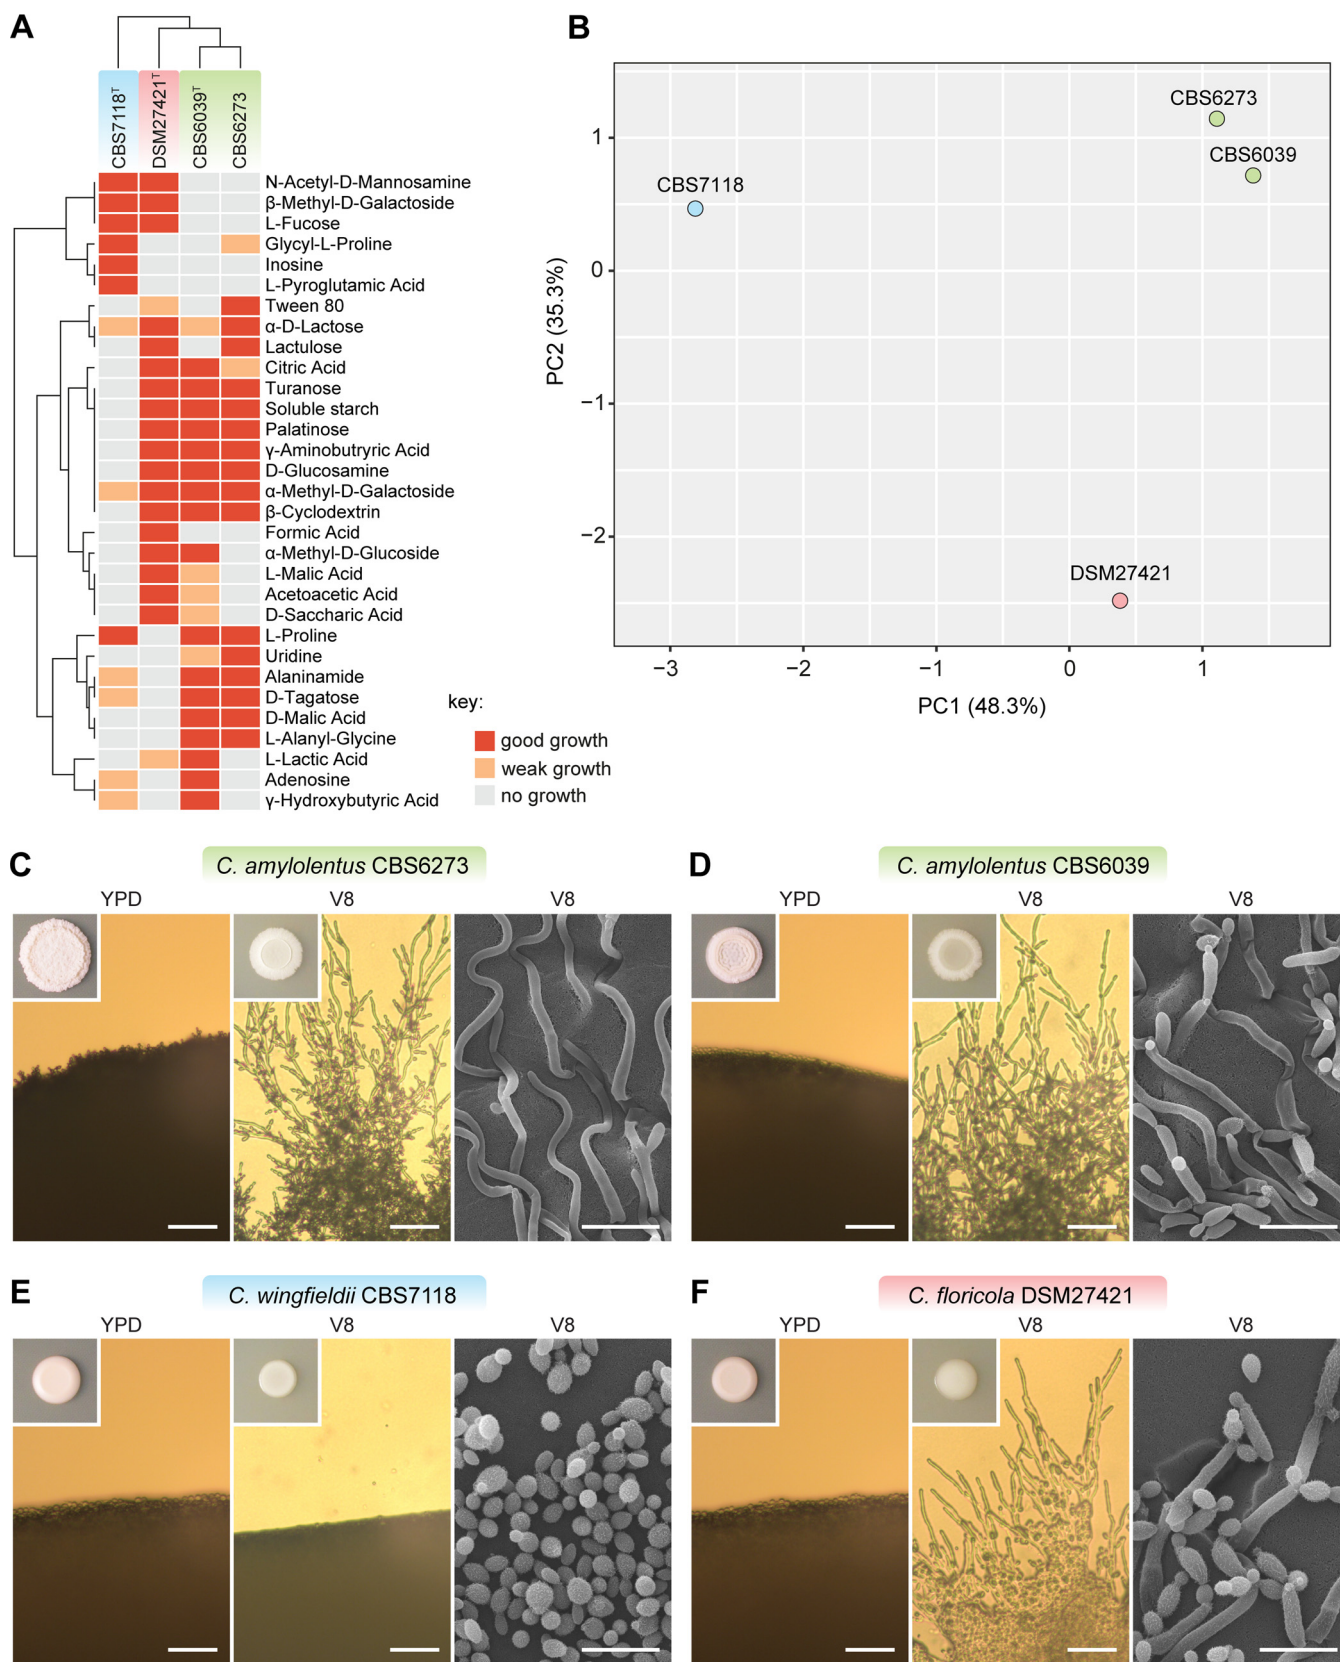 A
CBS7118T
DSM27421T
CBS6039T
CBS6273
N-Acetyl-D-Mannosamine
β-Methyl-D-Galactoside
L-Fucose
Glycyl-L-Proline
Inosine
L-Pyroglutamic Acid
Tween 80
α-D-Lactose
Lactulose
Citric Acid
Turanose
Soluble starch
Palatinose
γ-Aminobutryric Acid
D-Glucosamine
α-Methyl-D-Galactoside
β-Cyclodextrin
Formic Acid
α-Methyl-D-Glucoside
L-Malic Acid
Acetoacetic Acid
D-Saccharic Acid
L-Proline
Uridine
Alaninamide
D-Tagatose
D-Malic Acid
L-Alanyl-Glycine
L-Lactic Acid
Adenosine
γ-Hydroxybutyric Acid
key:
good growth
weak growth
no growth
B
CBS6273
CBS6039
CBS7118
DSM27421
PC2 (35.3%)
1
0
−1
−2
−3
−2
−1
0
1
PC1 (48.3%)
C
C. amylolentus CBS6273
YPD
V8
V8
D
C. amylolentus CBS6039
YPD
V8
V8
E
C. wingfieldii CBS7118
YPD
V8
V8
F
C. floricola DSM27421
YPD
V8
V8